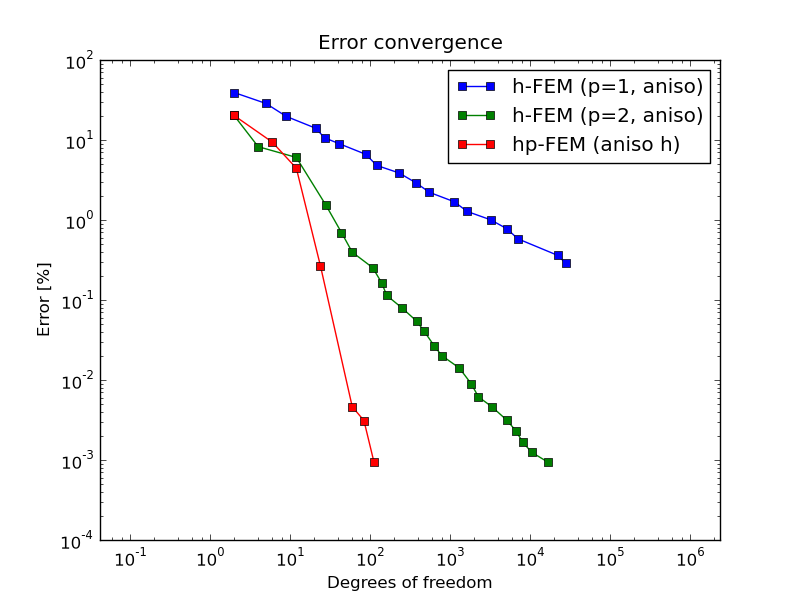 Error convergence
h-FEM (p=1, aniso)
h-FEM (p=2, aniso)
hp-FEM (aniso h)
Error [%]
10^2
10^1
10^0
10^-1
10^-2
10^-3
10^-4
10^-1 10^0 10^1 10^2 10^3 10^4 10^5 10^6
Degrees of freedom